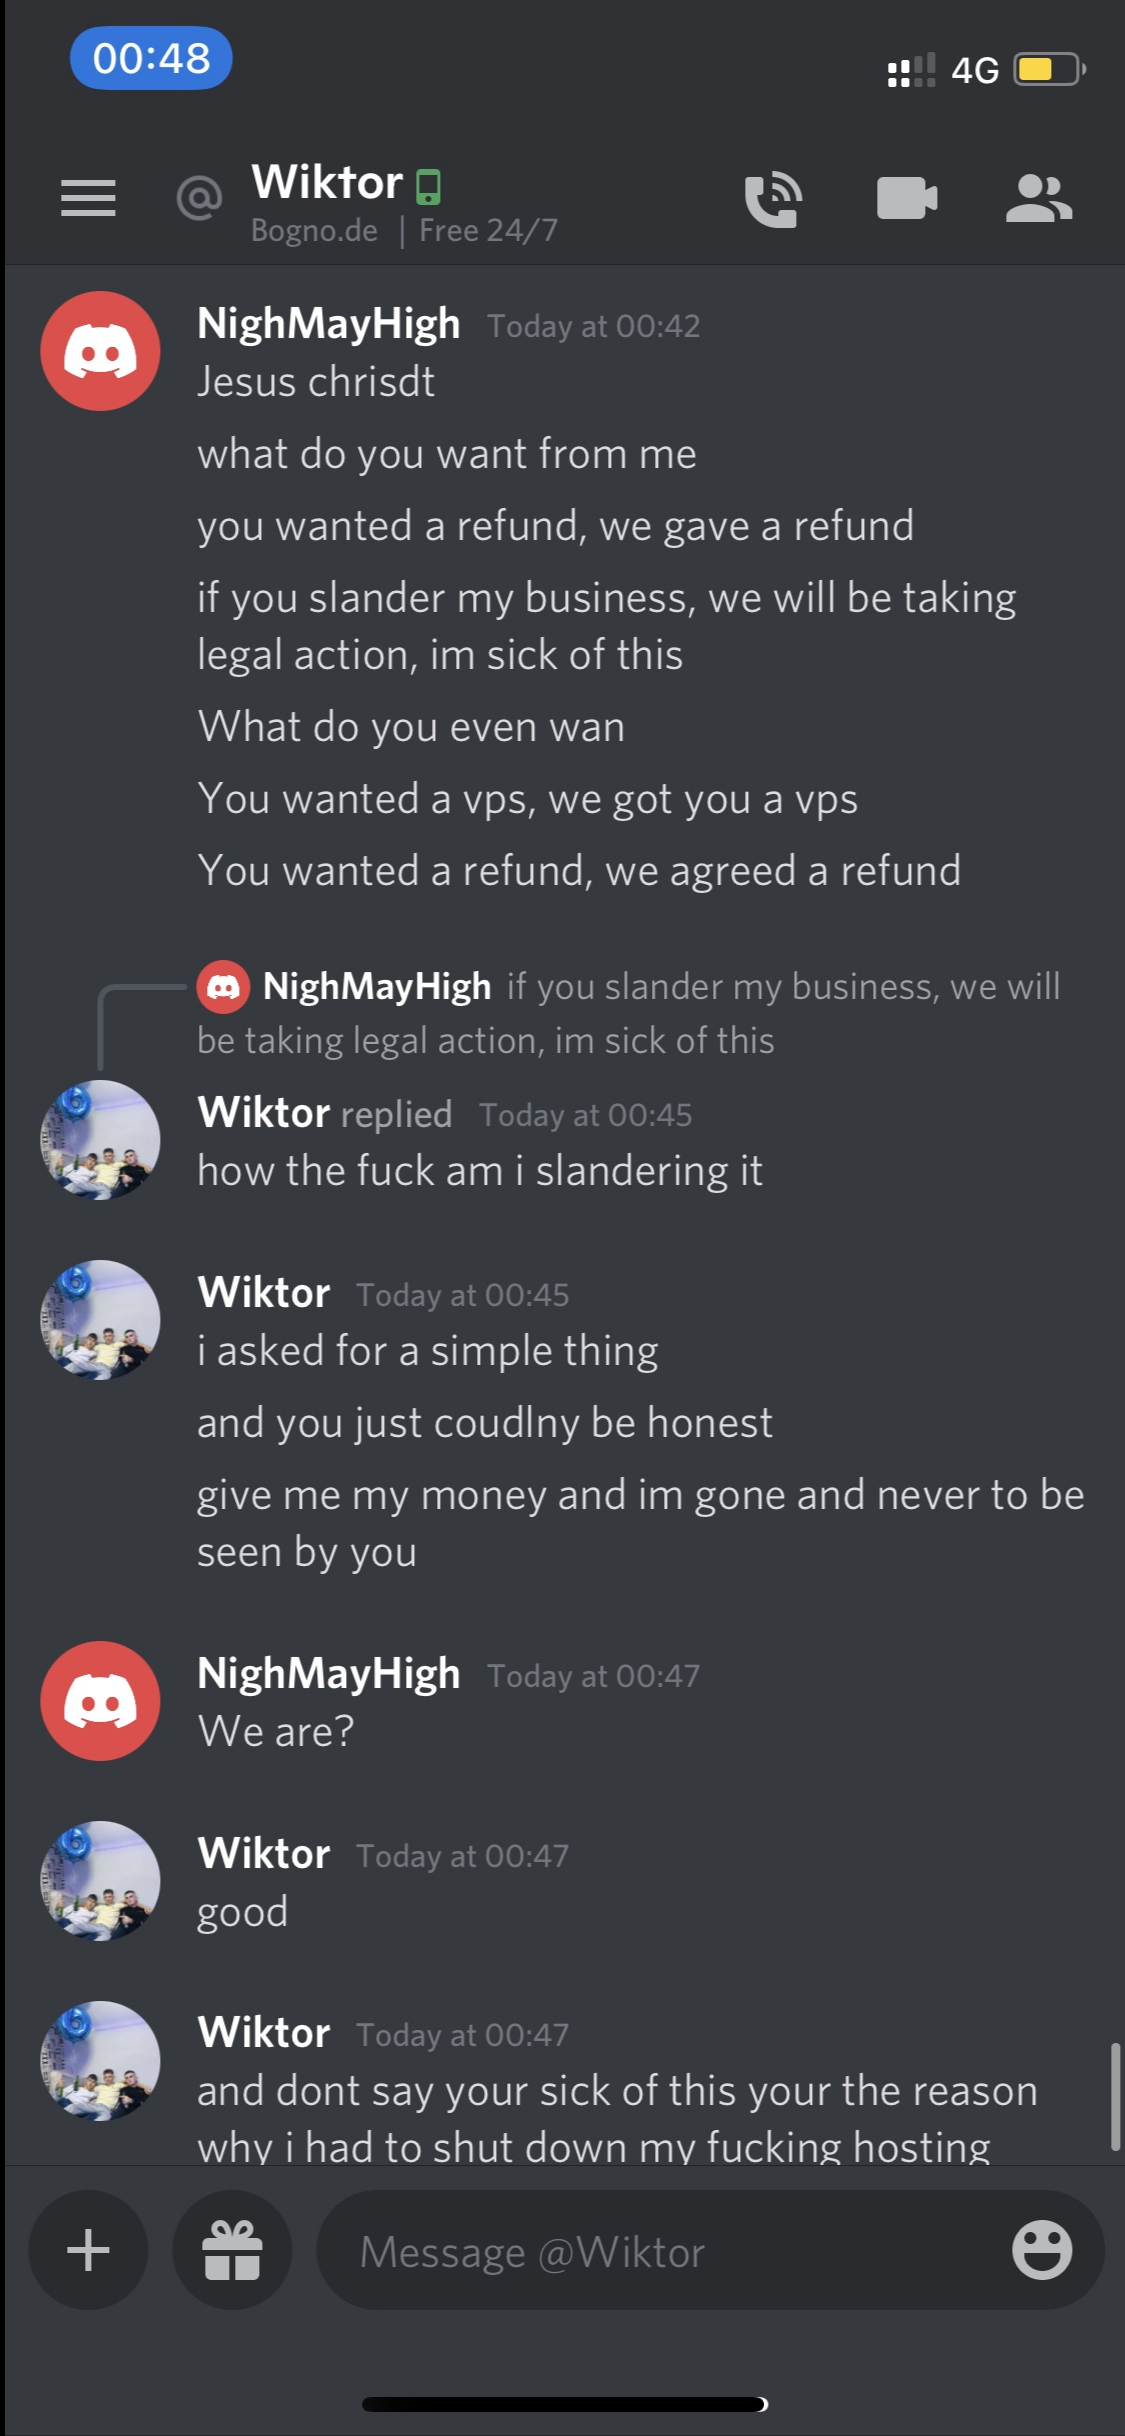 00:48
4G
Wiktor
Bogno.de | Free 24/7
NighMayHigh Today at 00:42
Jesus chrisdt
what do you want from me
you wanted a refund, we gave a refund
if you slander my business, we will be taking
legal action, im sick of this
What do you even wan
You wanted a vps, we got you a vps
You wanted a refund, we agreed a refund
NighMayHigh if you slander my business, we will
be taking legal action, im sick of this
Wiktor replied Today at 00:45
how the fuck am i slandering it
Wiktor Today at 00:45
i asked for a simple thing
and you just coudlny be honest
give me my money and im gone and never to be
seen by you
NighMayHigh Today at 00:47
We are?
Wiktor Today at 00:47
good
Wiktor Today at 00:47
and dont say your sick of this your the reason
why i had to shut down my fucking hosting
Message @Wiktor